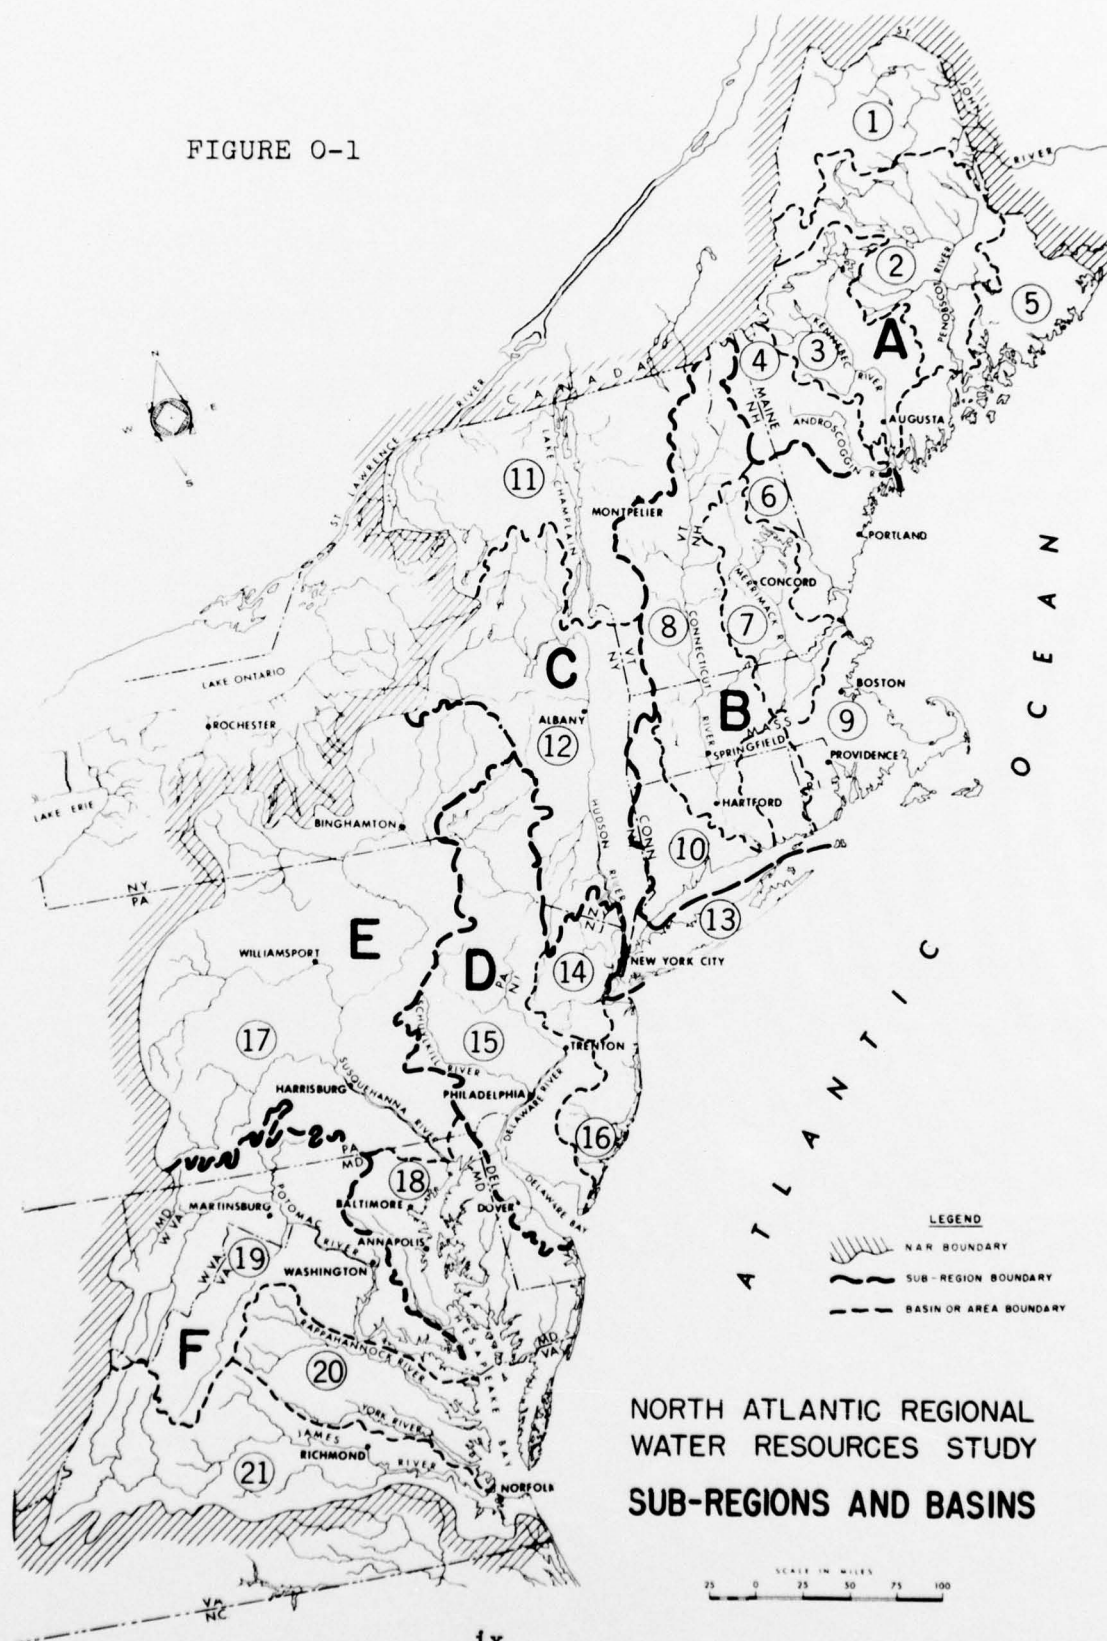 FIGURE O-1
ST. JOHN
RIVER
1
2
PENOBSCOT RIVER
5
A
3
KENNEBEC RIVER
4
MAINE
NH
ANDROSCOGGIN
AUGUSTA
N
W
E
S
CANADA
ST. LAWRENCE RIVER
LAKE CHAMPLAIN
11
MONTPELIER
VT
NH
6
PORTLAND
MERRIMACK R.
CONCORD
7
8
CONNECTICUT RIVER
C
VT
NY
B
BOSTON
9
MASS
SPRINGFIELD
PROVIDENCE
LAKE ONTARIO
ROCHESTER
ALBANY
12
HUDSON RIVER
LAKE ERIE
BINGHAMTON
HARTFORD
CONN
NY
10
NY
PA
13
NY
NJ
NEW YORK CITY
14
E
WILLIAMSPORT
D
PA
NJ
SCHUYLKILL RIVER
15
17
TRENTON
HARRISBURG
SUSQUEHANNA RIVER
PHILADELPHIA
DELAWARE RIVER
16
PA
MD
18
MD
DEL
DELAWARE BAY
MARTINSBURG
BALTIMORE
DOVER
MD
W VA
POTOMAC RIVER
ANNAPOLIS
W VA
VA
19
WASHINGTON
CHESAPEAKE BAY
MD
VA
F
RAPPAHANNOCK RIVER
20
YORK RIVER
JAMES RIVER
RICHMOND
21
NORFOLK
VA
NC
ATLANTIC OCEAN
LEGEND
NAR BOUNDARY
SUB-REGION BOUNDARY
BASIN OR AREA BOUNDARY
NORTH ATLANTIC REGIONAL
WATER RESOURCES STUDY
SUB-REGIONS AND BASINS
SCALE IN MILES
25 0 25 50 75 100
ix